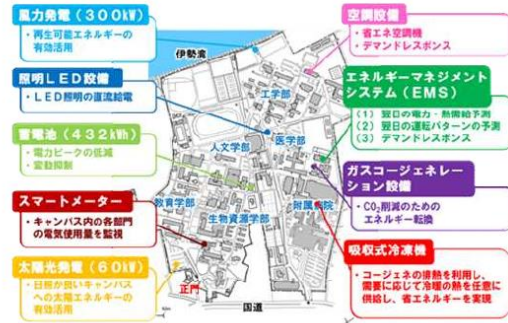 風力発電(300kW)
・再生可能エネルギーの
有効活用
照明LED設備
・LED照明の直流給電
蓄電池(432kWh)
・電力ピークの低減
・変動抑制
スマートメーター
・キャンパス内の各部門
の電気使用量を監視
太陽光発電(60kW)
・日照が良いキャンパス
への太陽エネルギーの
有効活用
伊勢湾
工学部
医学部
人文学部
教育学部
生物資源学部
附属病院
正門
国道
空調設備
・省エネ空調機
・デマンドレスポンス
エネルギーマネジメント
システム(EMS)
(1) 翌日の電力・熱需給予測
(2) 翌日の運転パターンの予測
(3) デマンドレスポンス
ガスコージェネレー
ション設備
・CO₂削減のための
エネルギー転換
吸収式冷凍機
・コージェネの排熱を利用し、
需要に応じて冷暖の熱を任意に
供給し、省エネルギーを実現